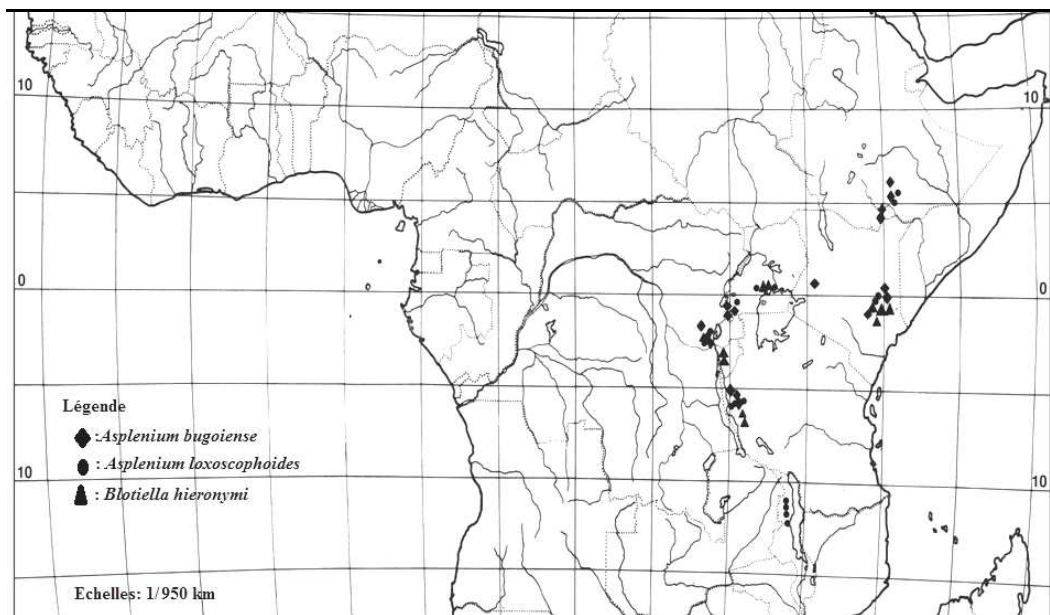 10
10
0
0
Légende
: Asplenium bugoiense
: Asplenium loxoscophoides
: Blotiella hieronymi
10
10
Echelles: 1/950 km